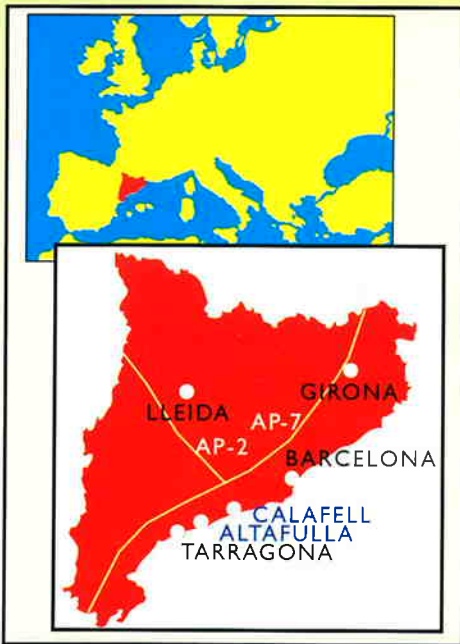 GIRONA
LLEIDA
AP-7
AP-2
BARCELONA
CALAFELL
ALTAFULLA
TARRAGONA